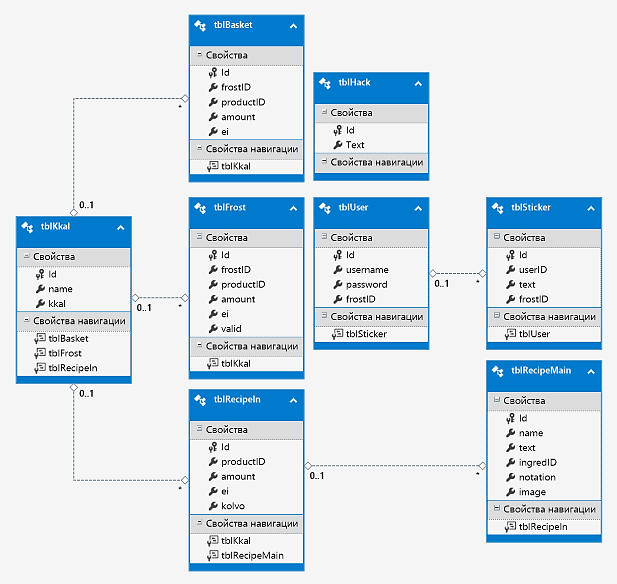 tblBasket
Свойства
Id
frostID
productID
amount
ei
Свойства навигации
tblKkal
tblHack
Свойства
Id
Text
Свойства навигации
*
0..1
tblKkal
Свойства
Id
name
kkal
Свойства навигации
tblBasket
tblFrost
tblRecipeIn
0..1
*
tblFrost
Свойства
Id
frostID
productID
amount
ei
valid
Свойства навигации
tblKkal
tblUser
Свойства
Id
username
password
frostID
Свойства навигации
tblSticker
0..1
*
tblSticker
Свойства
Id
userID
text
frostID
Свойства навигации
tblUser
0..1
*
tblRecipeIn
Свойства
Id
productID
amount
ei
kolvo
Свойства навигации
tblKkal
tblRecipeMain
0..1
*
tblRecipeMain
Свойства
Id
name
text
ingredID
notation
image
Свойства навигации
tblRecipeIn